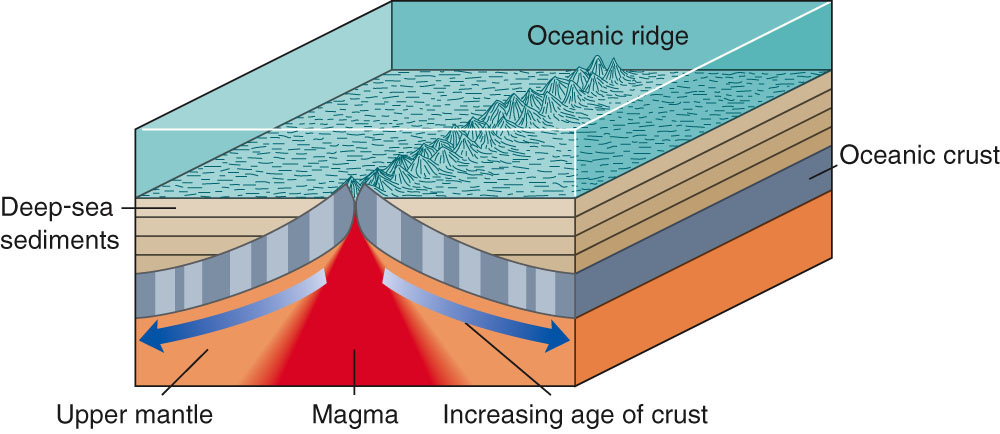 Oceanic ridge
Oceanic crust
Deep-sea
sediments
Upper mantle
Magma
Increasing age of crust